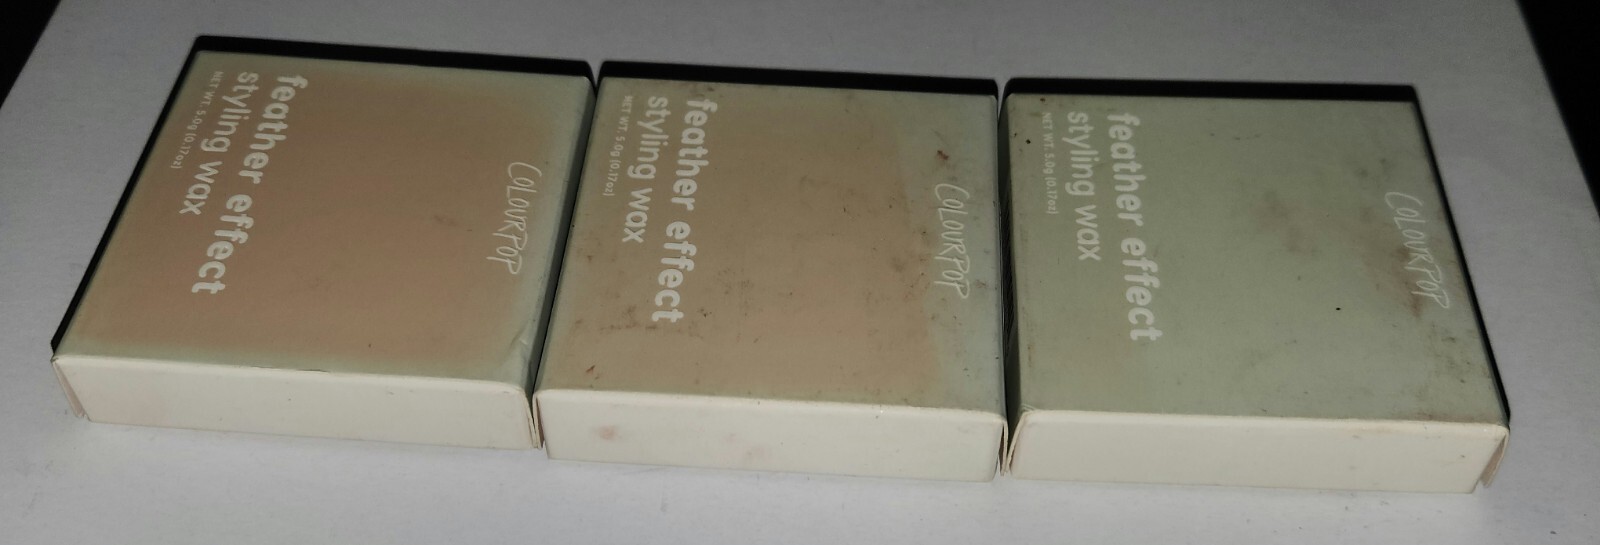 COLOURPOP
feather effect
styling wax
NET WT. 5.0g (0.17oz)
COLOURPOP
feather effect
styling wax
NET WT. 5.0g (0.17oz)
COLOURPOP
feather effect
styling wax
NET WT. 5.0g (0.17oz)